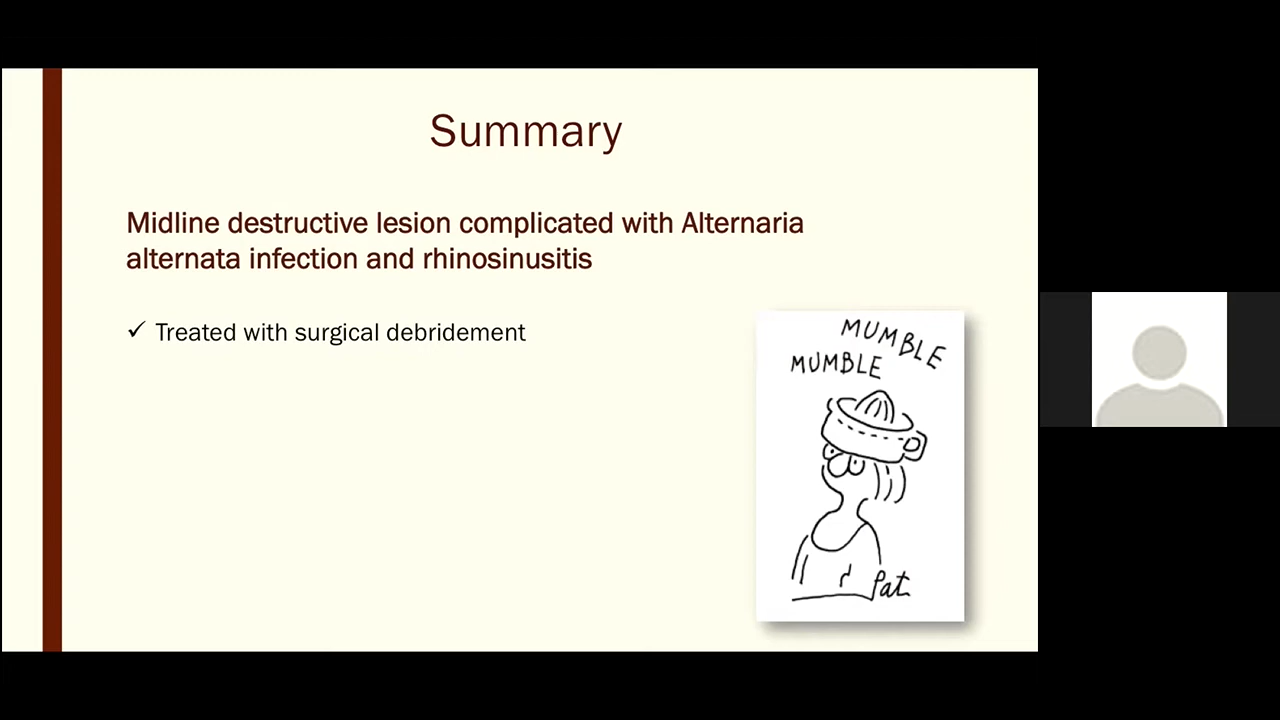 Summary
Midline destructive lesion complicated with Alternaria
alternata infection and rhinosinusitis
✓ Treated with surgical debridement
MUMBLE
MUMBLE
Pat